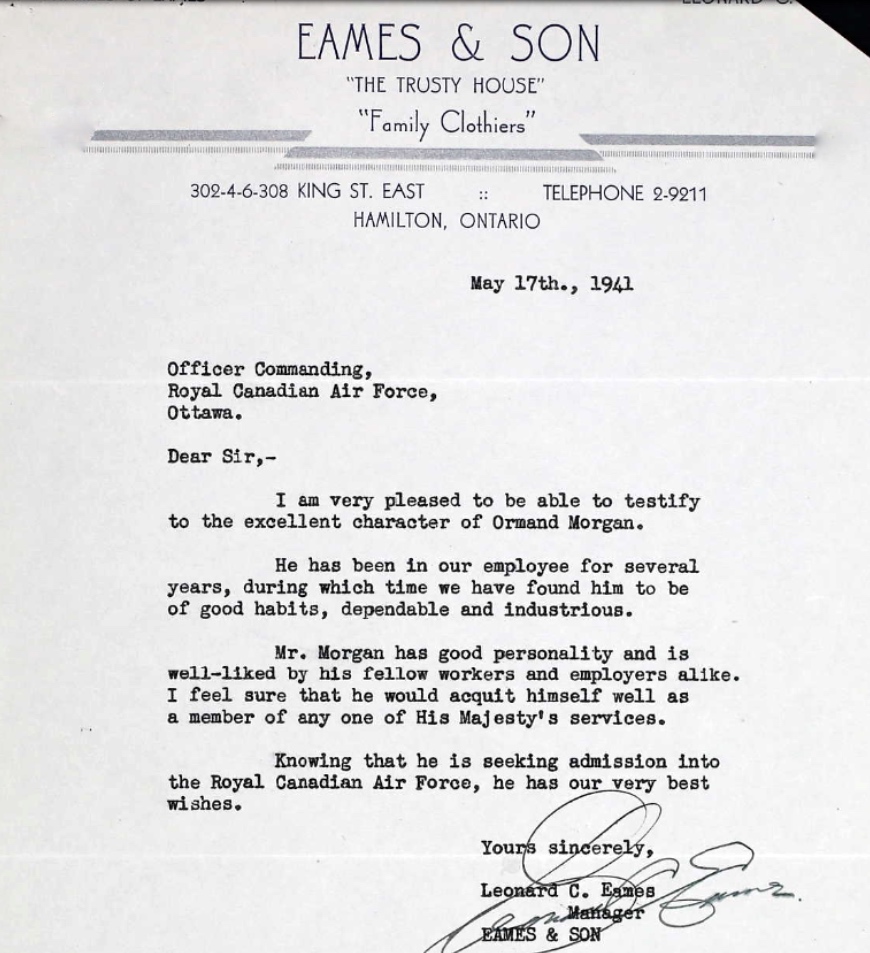 EAMES & SON
"THE TRUSTY HOUSE"
"Family Clothiers"
302-4-6-308 KING ST. EAST :: TELEPHONE 2-9211
HAMILTON, ONTARIO
May 17th., 1941
Officer Commanding,
Royal Canadian Air Force,
Ottawa.
Dear Sir,-
I am very pleased to be able to testify
to the excellent character of Ormand Morgan.
He has been in our employee for several
years, during which time we have found him to be
of good habits, dependable and industrious.
Mr. Morgan has good personality and is
well-liked by his fellow workers and employers alike.
I feel sure that he would acquit himself well as
a member of any one of His Majesty's services.
Knowing that he is seeking admission into
the Royal Canadian Air Force, he has our very best
wishes.
Yours sincerely,
Leonard C. Eames
Manager
EAMES & SON
Leonard C Eames.